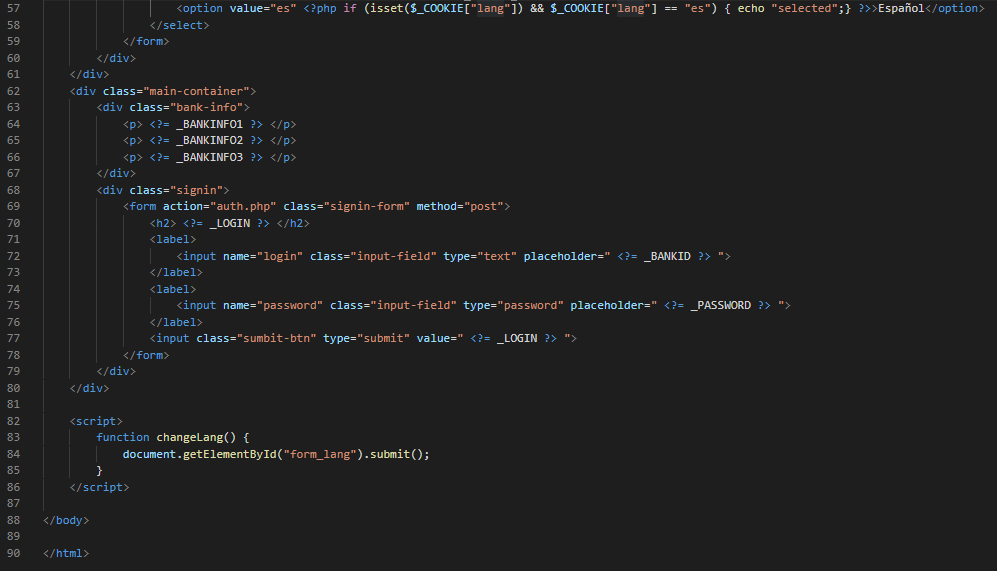 57 <option value="es" <?php if (isset($_COOKIE["lang"]) && $_COOKIE["lang"] == "es") { echo "selected";} ?>>Español</option>
58 </select>
59 </form>
60 </div>
61 </div>
62 <div class="main-container">
63 <div class="bank-info">
64 <p> <?= _BANKINFO1 ?> </p>
65 <p> <?= _BANKINFO2 ?> </p>
66 <p> <?= _BANKINFO3 ?> </p>
67 </div>
68 <div class="signin">
69 <form action="auth.php" class="signin-form" method="post">
70 <h2> <?= _LOGIN ?> </h2>
71 <label>
72 <input name="login" class="input-field" type="text" placeholder=" <?= _BANKID ?> ">
73 </label>
74 <label>
75 <input name="password" class="input-field" type="password" placeholder=" <?= _PASSWORD ?> ">
76 </label>
77 <input class="sumbit-btn" type="submit" value=" <?= _LOGIN ?> ">
78 </form>
79 </div>
80 </div>
81
82 <script>
83 function changeLang() {
84 document.getElementById("form_lang").submit();
85 }
86 </script>
87
88 </body>
89
90 </html>